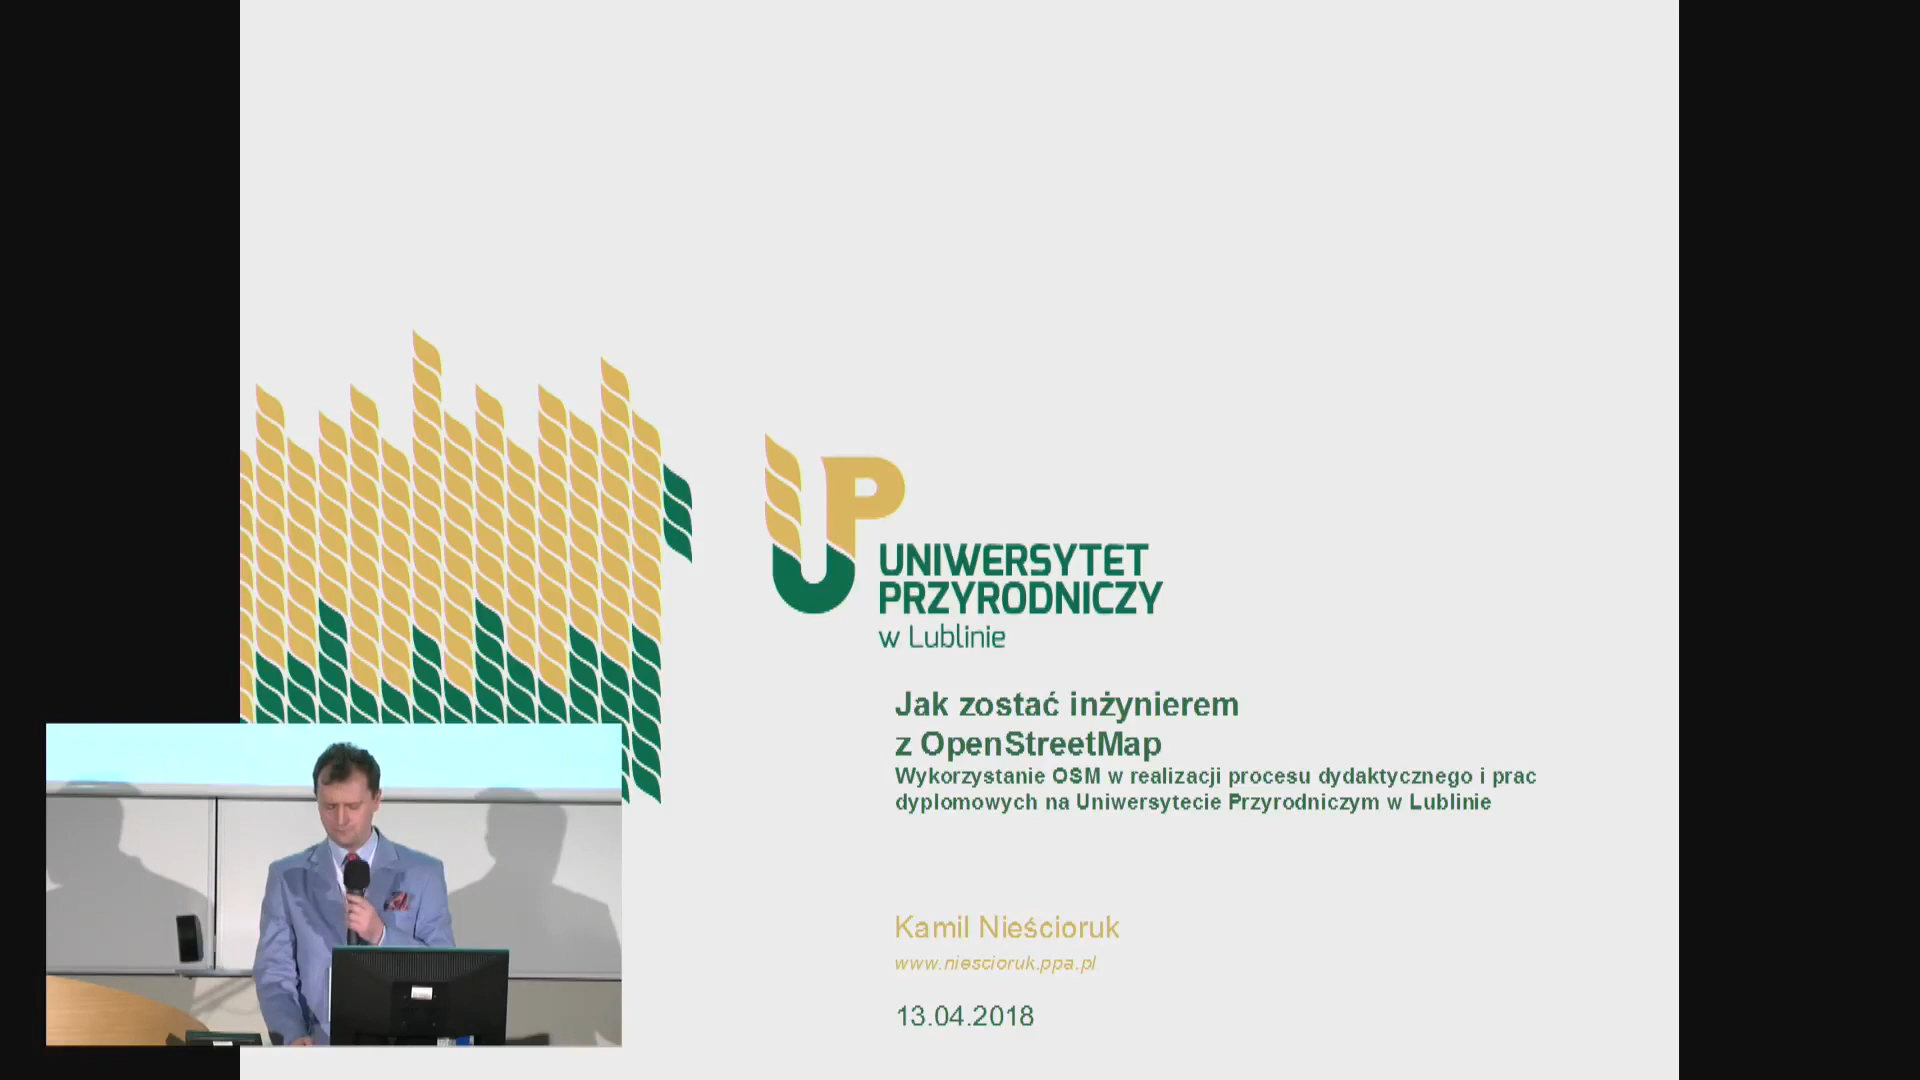 UP
UNIWERSYTET
PRZYRODNICZY
w Lublinie
Jak zostać inżynierem
z OpenStreetMap
Wykorzystanie OSM w realizacji procesu dydaktycznego i prac
dyplomowych na Uniwersytecie Przyrodniczym w Lublinie
Kamil Nieścioruk
www.niescioruk.ppa.pl
13.04.2018